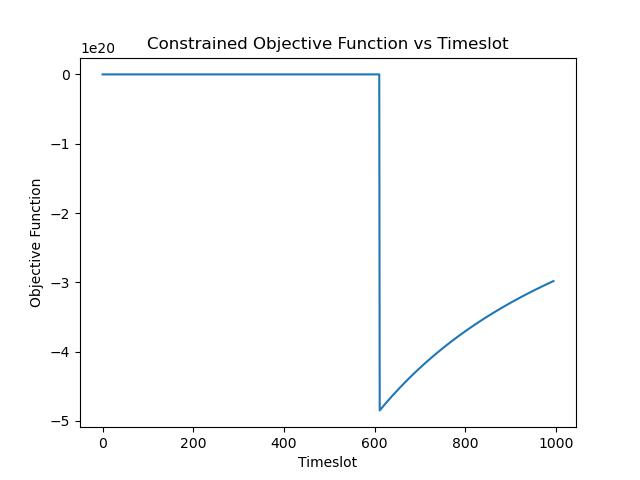 Constrained Objective Function vs Timeslot
1e20
0
−1
−2
−3
−4
−5
Objective Function
0 200 400 600 800 1000
Timeslot